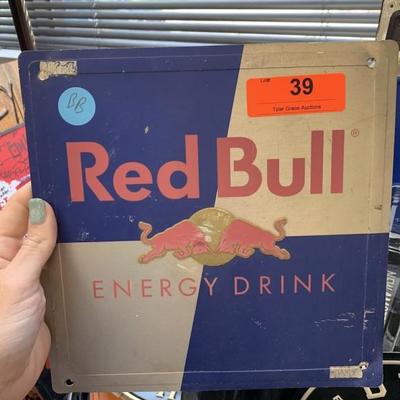 LOT#
39
Tyler Grace Auctions
BB
Red Bull®
ENERGY DRINK